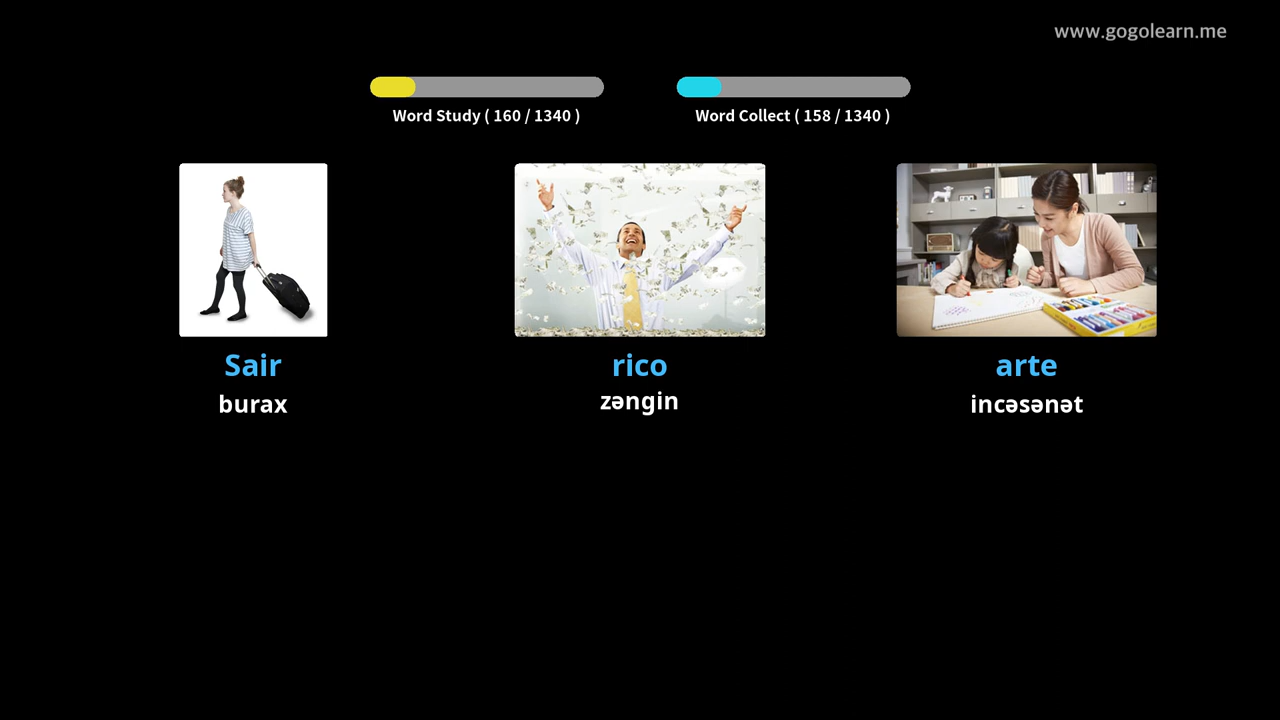 www.gogolearn.me
Word Study ( 160 / 1340 )
Word Collect ( 158 / 1340 )
Sair
burax
rico
zəngin
arte
incəsənət